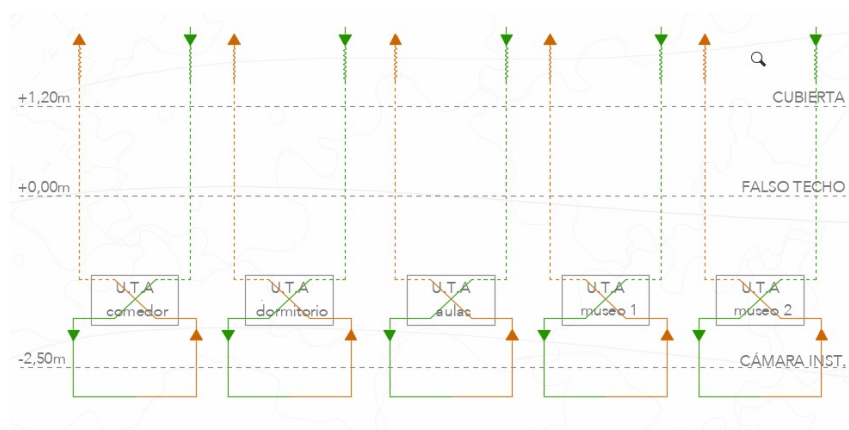 +1,20m CUBIERTA
+0,00m FALSO TECHO
U.T.A U.T.A U.T.A U.T.A U.T.A
comedor dormitorio aulas museo 1 museo 2
-2,50m CÁMARA INST.